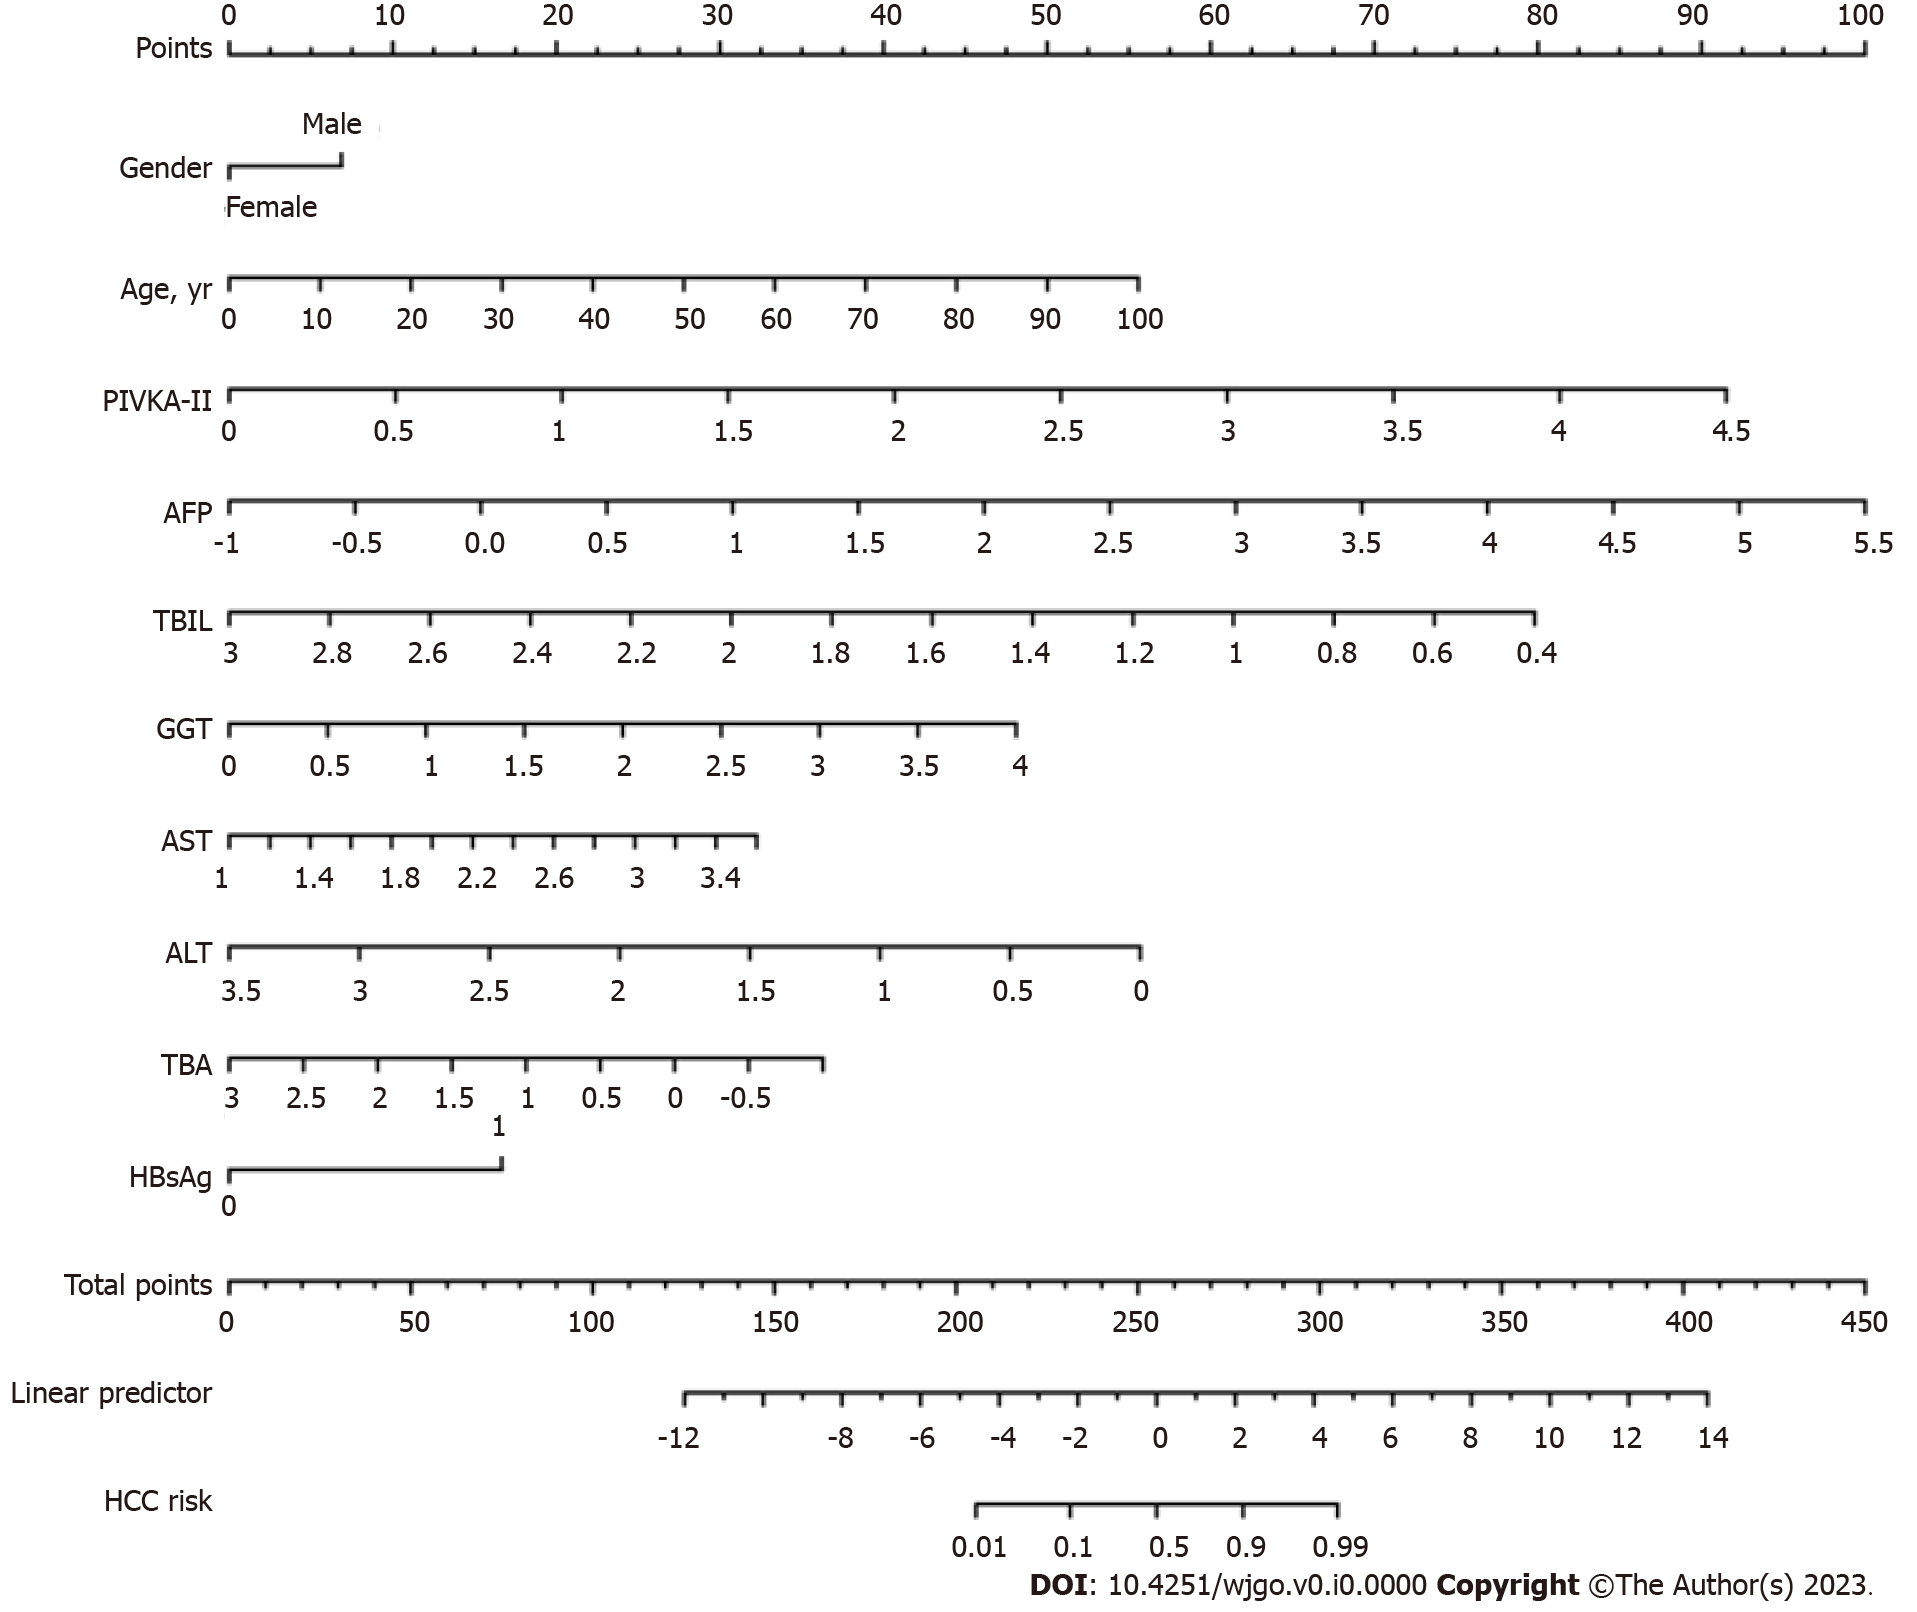 0 10 20 30 40 50 60 70 80 90 100
Points
Male
Gender
Female
Age, yr
0 10 20 30 40 50 60 70 80 90 100
PIVKA-II
0 0.5 1 1.5 2 2.5 3 3.5 4 4.5
AFP
-1 -0.5 0.0 0.5 1 1.5 2 2.5 3 3.5 4 4.5 5 5.5
TBIL
3 2.8 2.6 2.4 2.2 2 1.8 1.6 1.4 1.2 1 0.8 0.6 0.4
GGT
0 0.5 1 1.5 2 2.5 3 3.5 4
AST
1 1.4 1.8 2.2 2.6 3 3.4
ALT
3.5 3 2.5 2 1.5 1 0.5 0
TBA
3 2.5 2 1.5 1 0.5 0 -0.5
1
HBsAg
0
Total points
0 50 100 150 200 250 300 350 400 450
Linear predictor
-12 -8 -6 -4 -2 0 2 4 6 8 10 12 14
HCC risk
0.01 0.1 0.5 0.9 0.99
DOI: 10.4251/wjgo.v0.i0.0000 Copyright ©The Author(s) 2023.